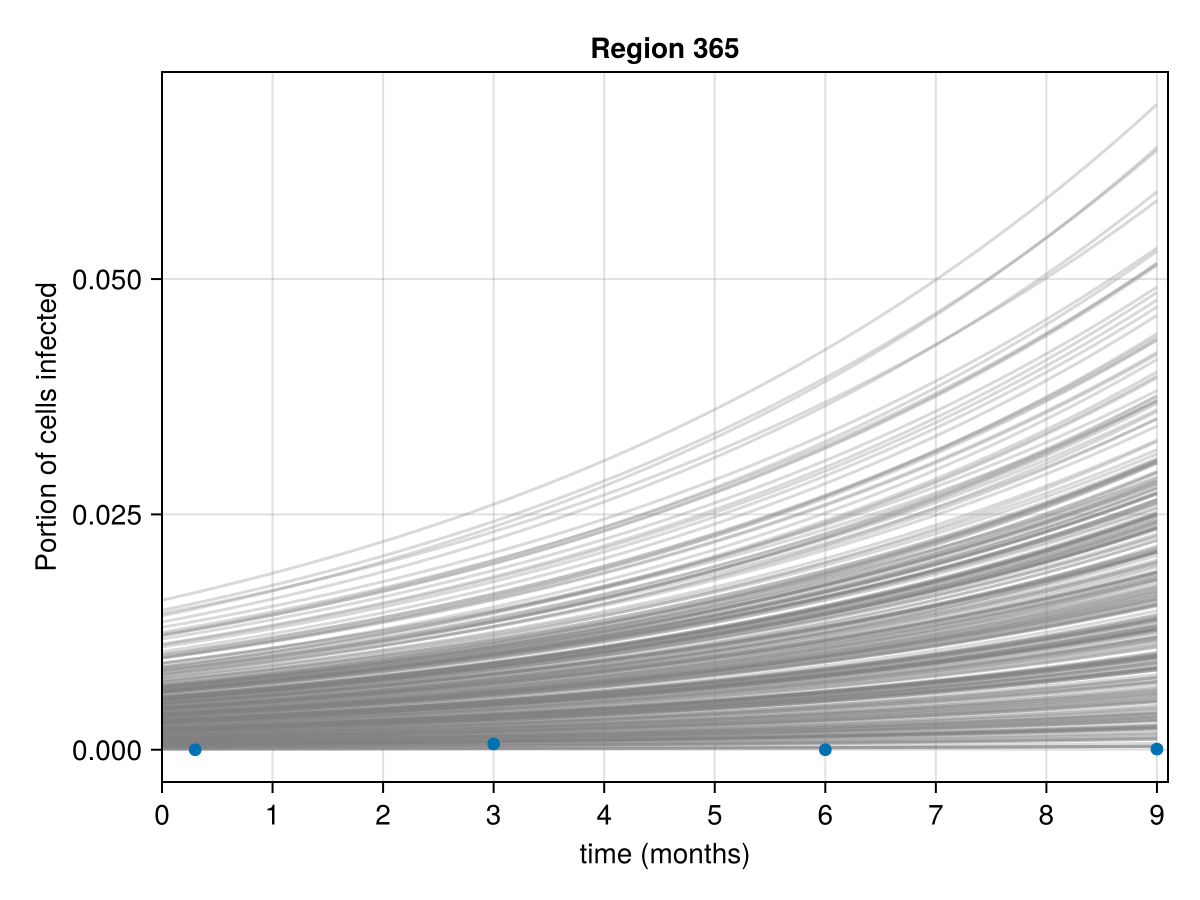 Region 365
Portion of cells infected
0.050
0.025
0.000
0 1 2 3 4 5 6 7 8 9
time (months)